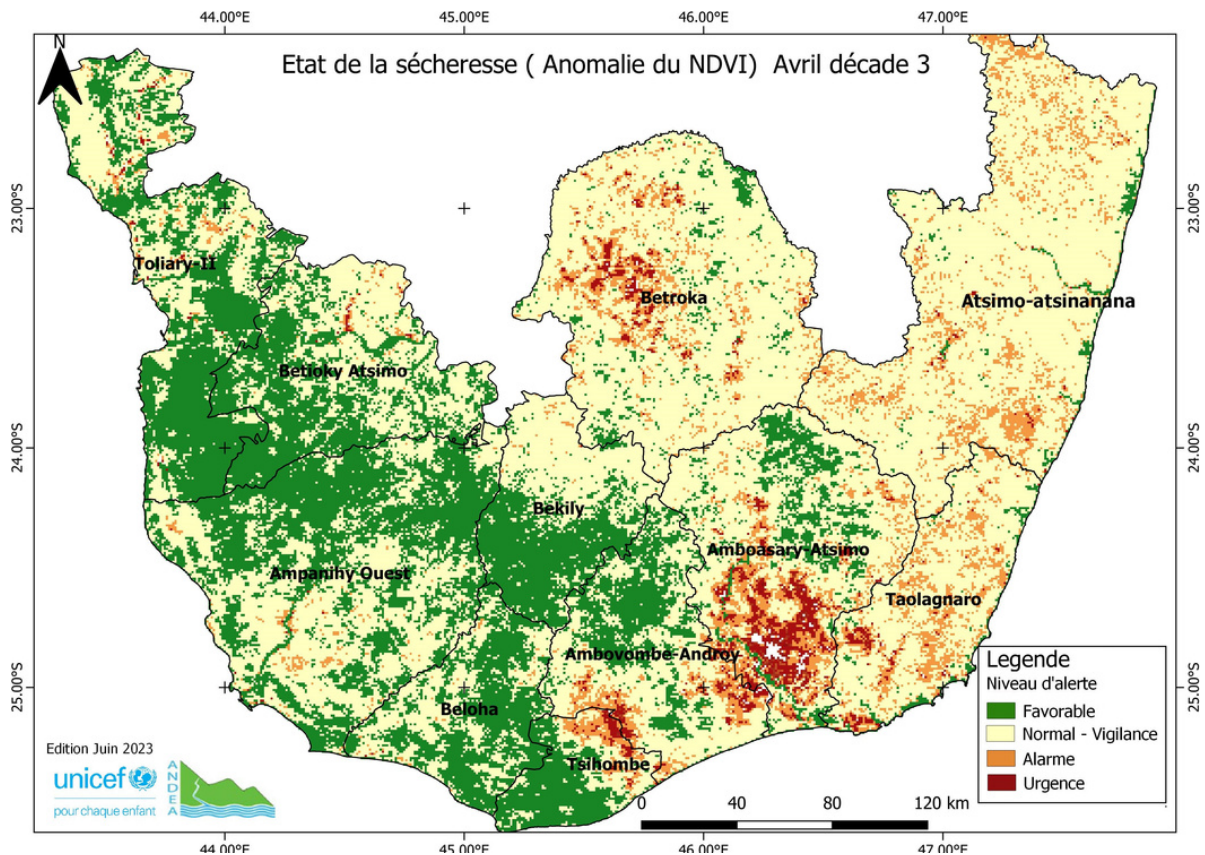 44.00°E 45.00°E 46.00°E 47.00°E
N
Etat de la sécheresse ( Anomalie du NDVI) Avril décade 3
23.00°S 23.00°S
Toliary-II
Betroka
Atsimo-atsinanana
Betioky Atsimo
24.00°S 24.00°S
Bekily
Amboasary-Atsimo
Ampanihy Ouest
Taolagnaro
Ambovombe-Androy
Legende
Niveau d'alerte
25.00°S 25.00°S
Favorable
Beloha
Normal - Vigilance
Edition Juin 2023
Alarme
Tsihombe
Urgence
unicef
pour chaque enfant
ANDEA
0 40 80 120 km
44.00°E 45.00°E 46.00°E 47.00°E